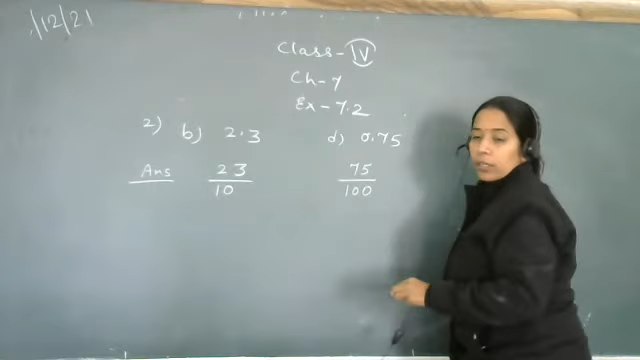 1/12/21
Class-IV
Ch-7
Ex-7.2
2) b) 2.3 d) 0.75
Ans 23/10 75/100